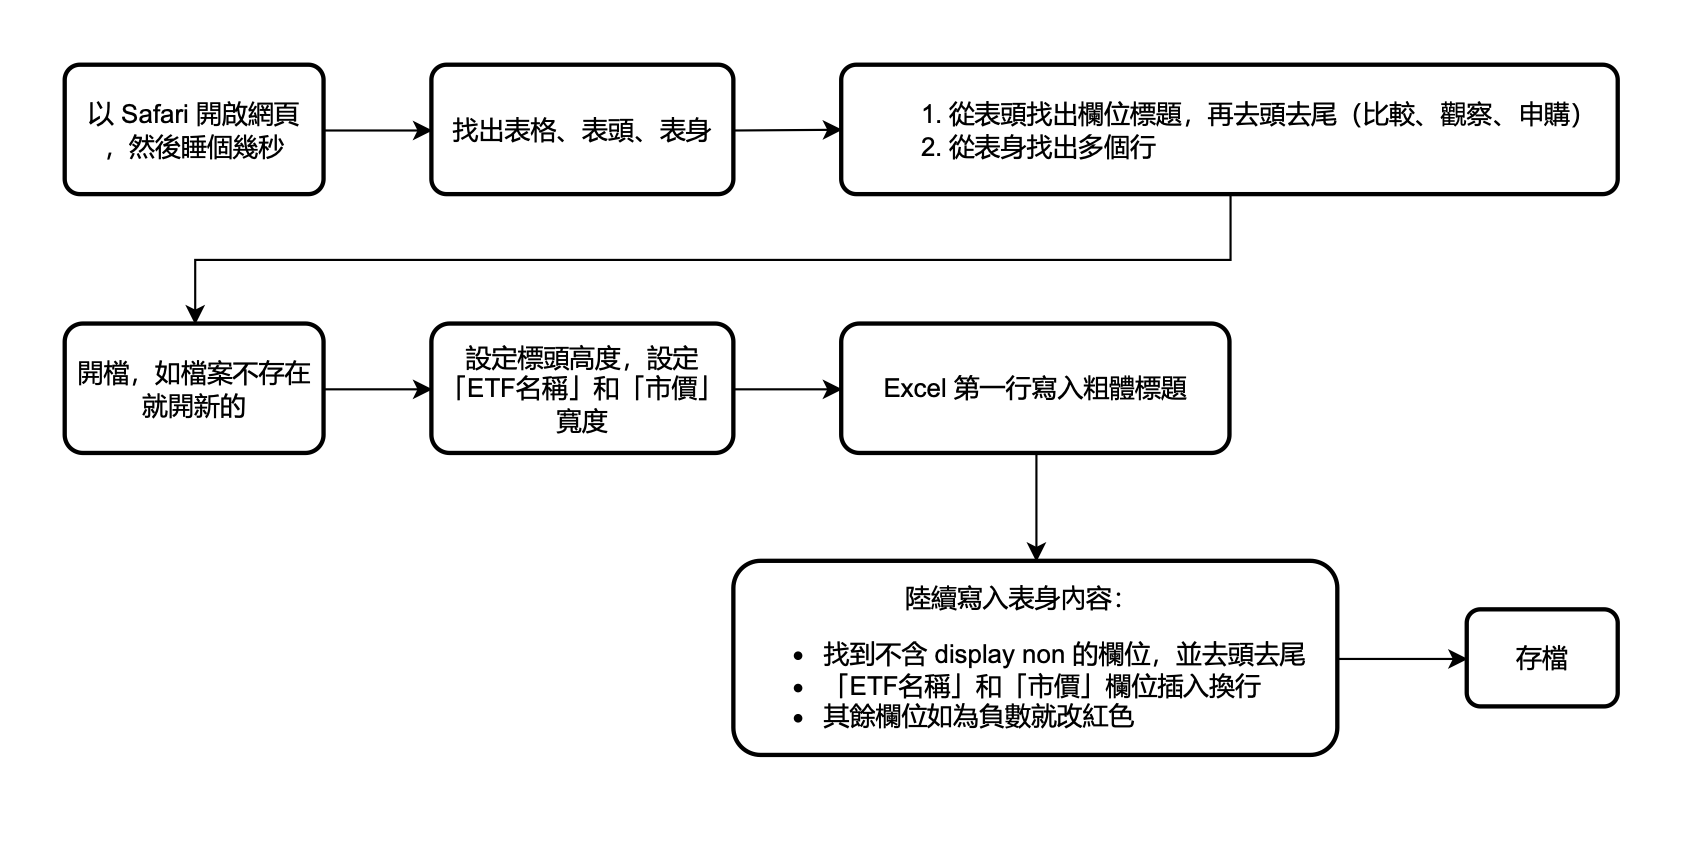 以 Safari 開啟網頁
，然後睡個幾秒
找出表格、表頭、表身
1. 從表頭找出欄位標題，再去頭去尾（比較、觀察、申購）
2. 從表身找出多個行
開檔，如檔案不存在
就開新的
設定標頭高度，設定
「ETF名稱」和「市價」
寬度
Excel 第一行寫入粗體標題
陸續寫入表身內容：
• 找到不含 display non 的欄位，並去頭去尾
• 「ETF名稱」和「市價」欄位插入換行
• 其餘欄位如為負數就改紅色
存檔